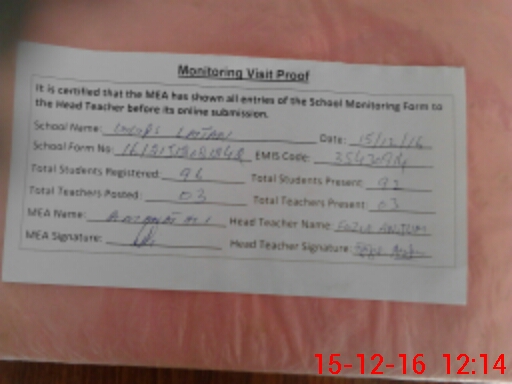 Monitoring Visit Proof
It is certified that the MEA has shown all entries of the School Monitoring Form to
the Head Teacher before its online submission.
School Name: Date: 15/12/16
School Form No: EMIS Code:
Total Students Registered: 96 Total Students Present: 92
Total Teachers Posted: 03 Total Teachers Present: 03
MEA Name: Head Teacher Name:
MEA Signature: Head Teacher Signature:
15-12-16 12:14